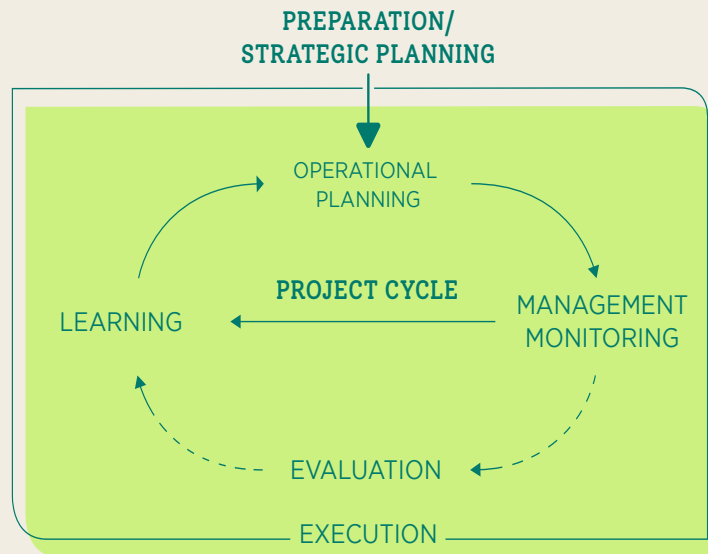 PREPARATION/
STRATEGIC PLANNING
OPERATIONAL
PLANNING
PROJECT CYCLE
LEARNING
MANAGEMENT
MONITORING
EVALUATION
EXECUTION